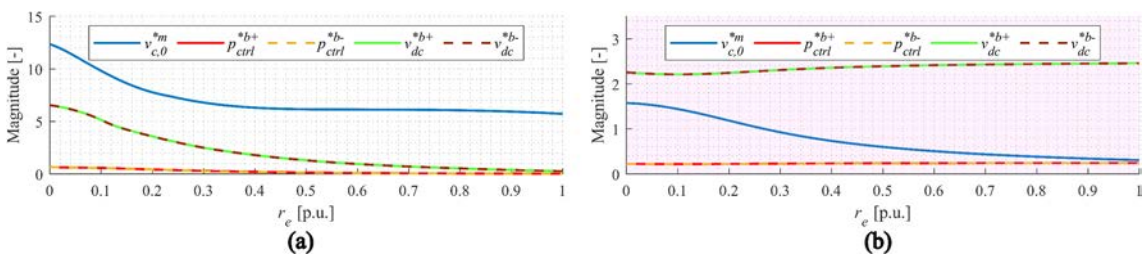 15
10
5
0
Magnitude [-]
v*m c,0 p*b+ ctrl p*b- ctrl v*b+ dc v*b- dc
0 0.1 0.2 0.3 0.4 0.5 0.6 0.7 0.8 0.9 1
r_e [p.u.]
(a)
3
2
1
0
Magnitude [-]
v*m c,0 p*b+ ctrl p*b- ctrl v*b+ dc v*b- dc
0 0.1 0.2 0.3 0.4 0.5 0.6 0.7 0.8 0.9 1
r_e [p.u.]
(b)